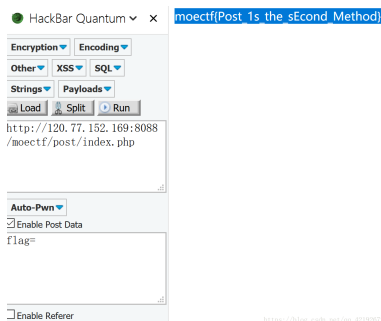 HackBar Quantum
moectf{Post_1s_the_sEcond_Method}
Encryption Encoding
Other XSS SQL
Strings Payloads
Load Split Run
http://120.77.152.169:8088
/moectf/post/index.php
Auto-Pwn
Enable Post Data
flag=
Enable Referer